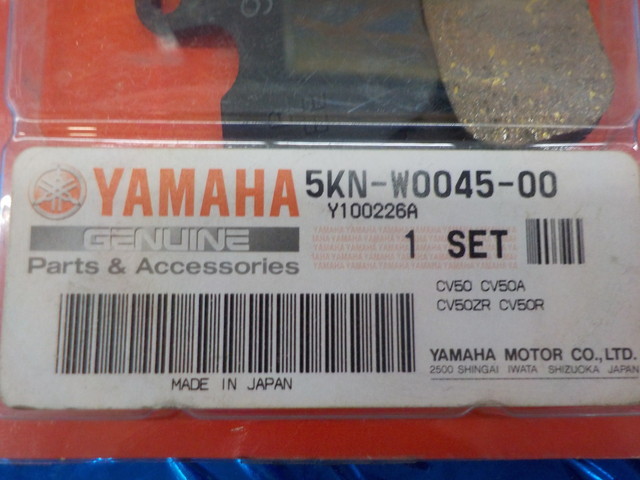 YAMAHA 5KN-W0045-00
Y100226A
GENUINE
1 SET
Parts & Accessories
CV50 CV50A
CV50ZR CV50R
YAMAHA MOTOR CO.,LTD.
2500 SHINGAI IWATA SHIZUOKA JAPAN
MADE IN JAPAN